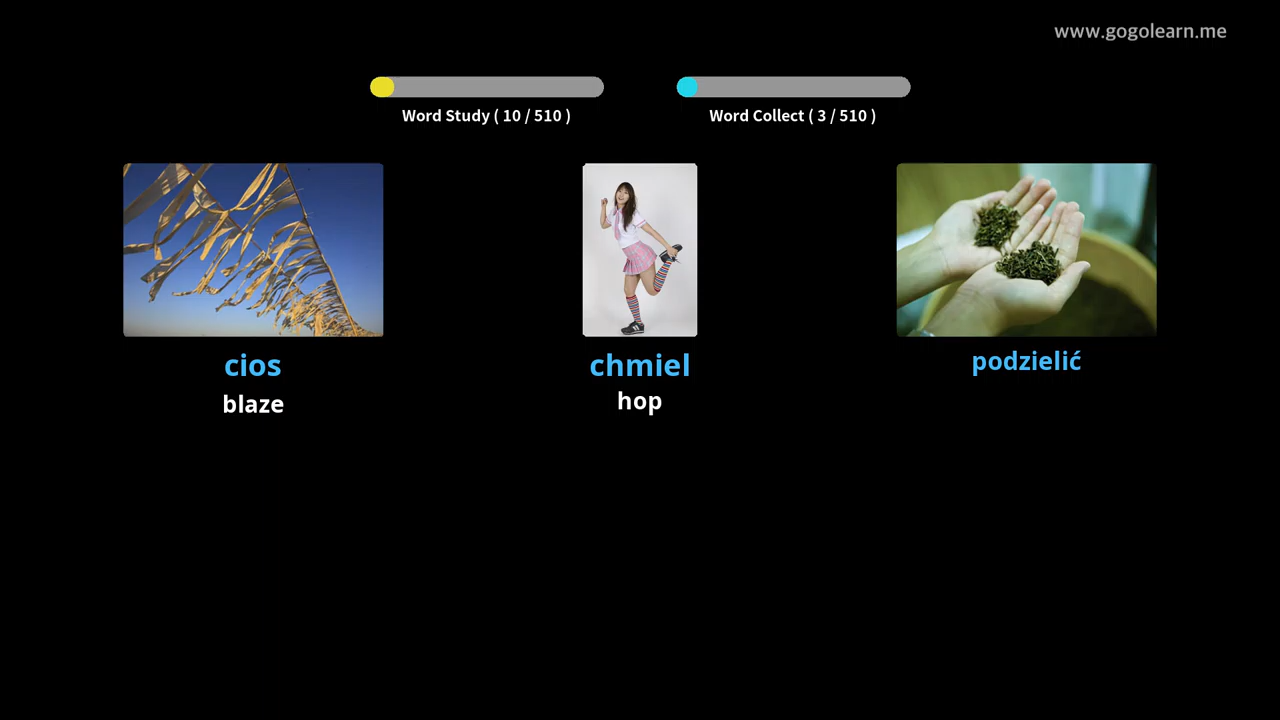 www.gogolearn.me
Word Study ( 10 / 510 )
Word Collect ( 3 / 510 )
cios
blaze
chmiel
hop
podzielić